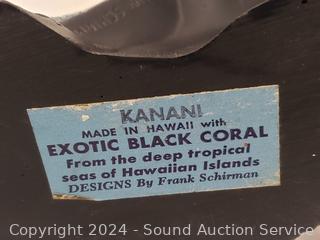 KANANI
MADE IN HAWAII with
EXOTIC BLACK CORAL
From the deep tropical
seas of Hawaiian Islands
DESIGNS By Frank Schirman
Copyright 2024 - Sound Auction Service